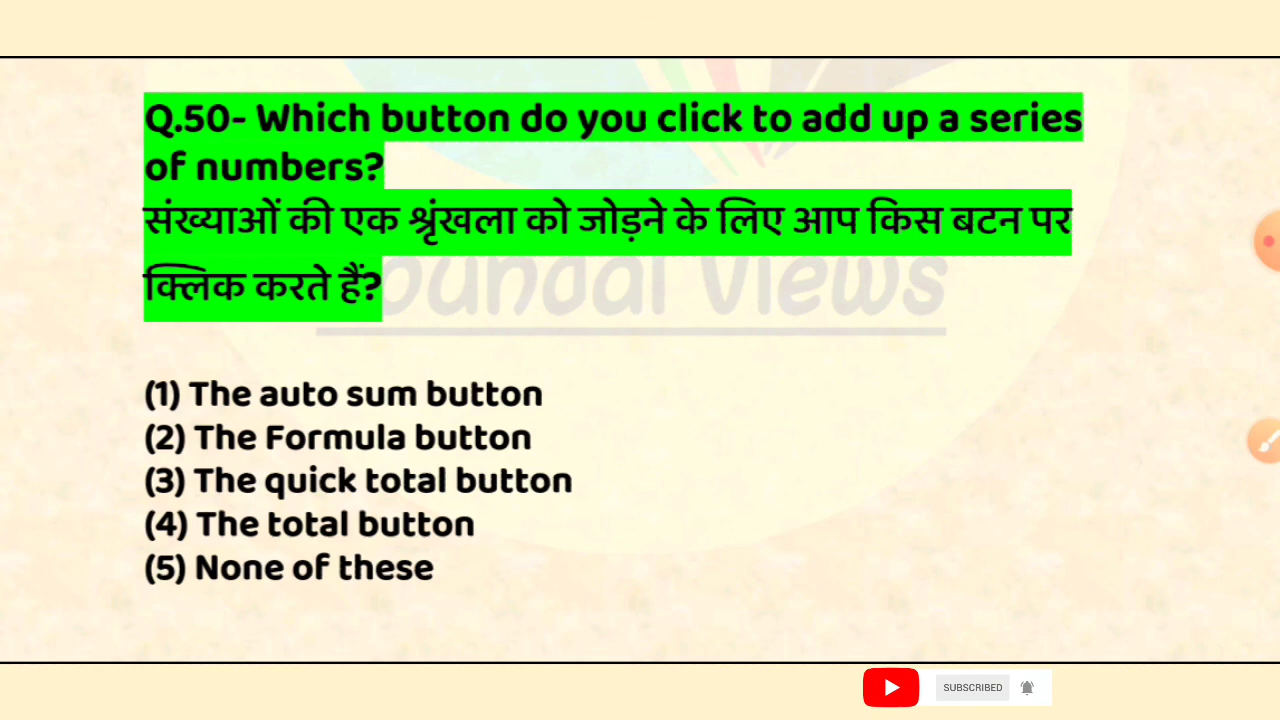 Q.50- Which button do you click to add up a series
of numbers?
संख्याओं की एक श्रृंखला को जोड़ने के लिए आप किस बटन पर
क्लिक करते हैं?
Views
(1) The auto sum button
(2) The Formula button
(3) The quick total button
(4) The total button
(5) None of these
SUBSCRIBED